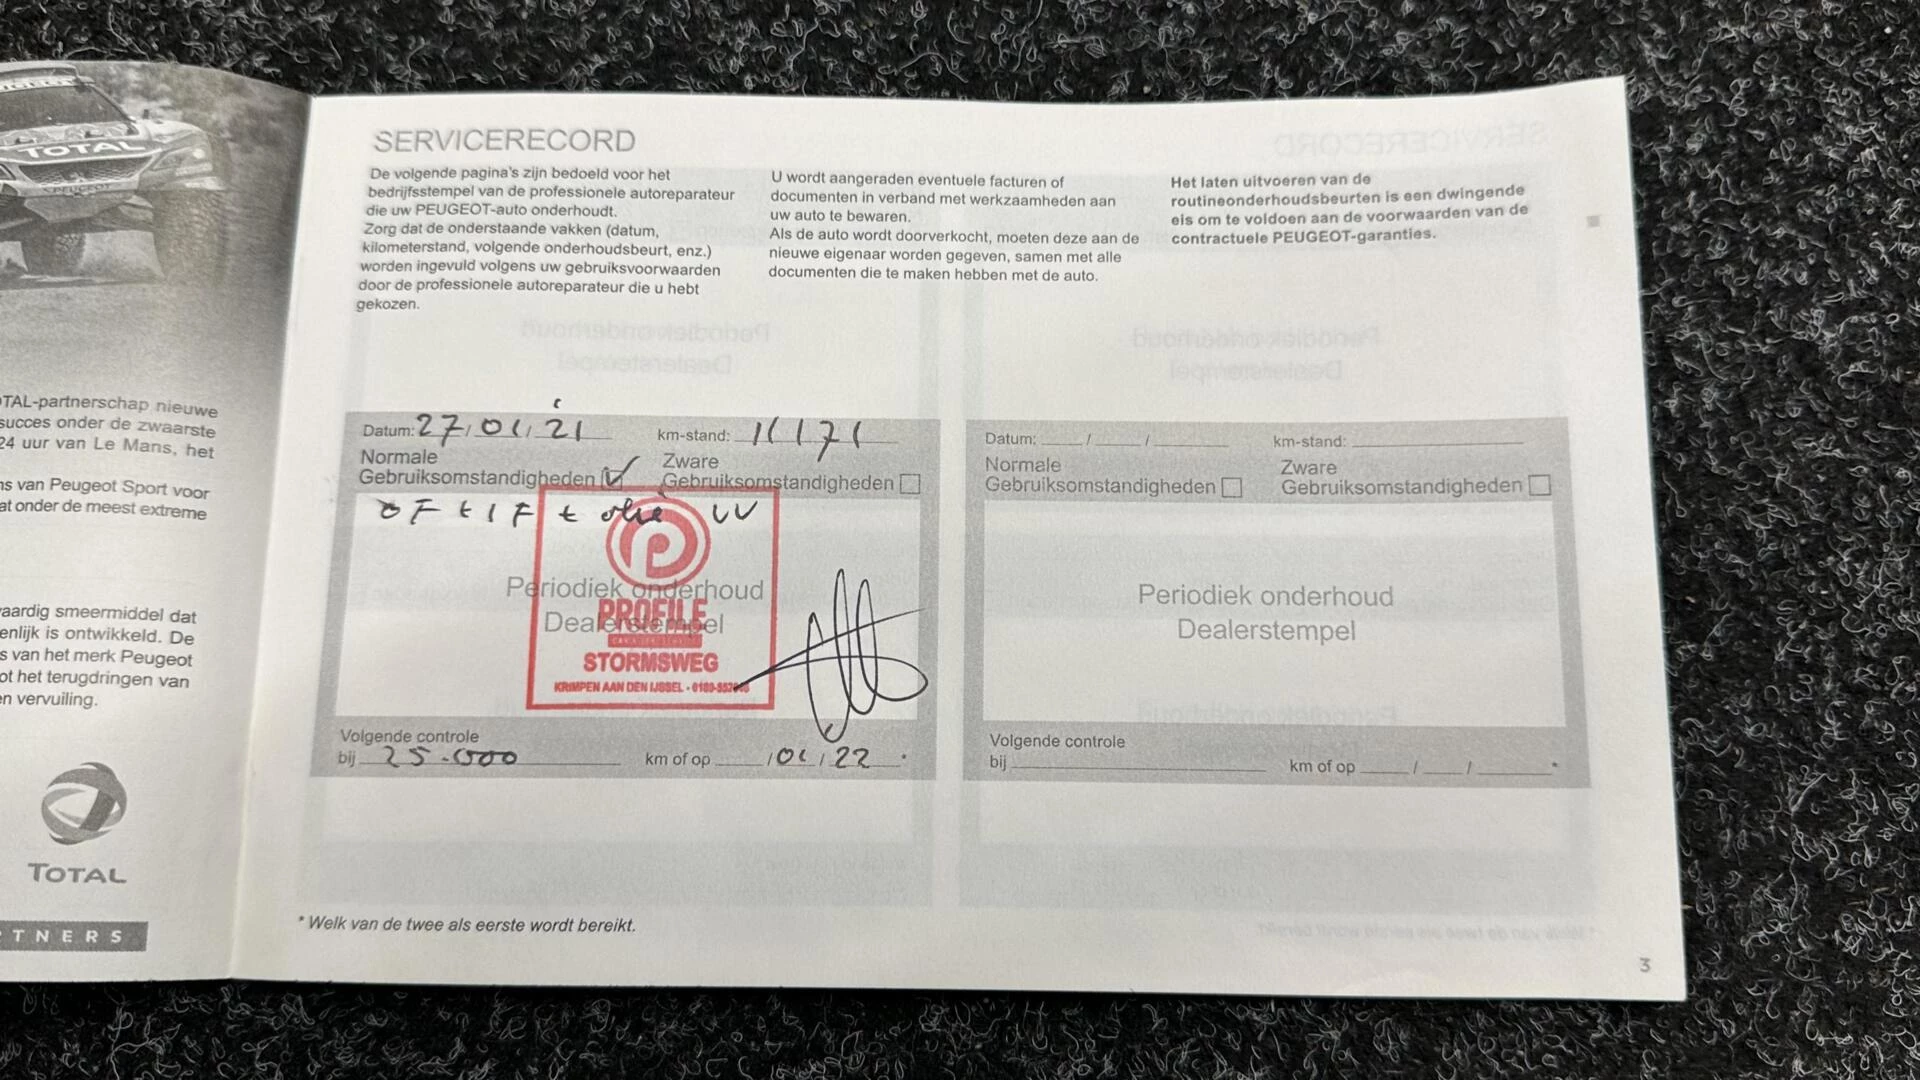 TOTAL
PEUGEOT
TAL-partnerschap nieuwe
succes onder de zwaarste
24 uur van Le Mans, het
ns van Peugeot Sport voor
at onder de meest extreme
aardig smeermiddel dat
enlijk is ontwikkeld. De
s van het merk Peugeot
ot het terugdringen van
en vervuiling.
TOTAL
TNERS
SERVICERECORD
De volgende pagina's zijn bedoeld voor het
bedrijfsstempel van de professionele autoreparateur
die uw PEUGEOT-auto onderhoudt.
Zorg dat de onderstaande vakken (datum,
kilometerstand, volgende onderhoudsbeurt, enz.)
worden ingevuld volgens uw gebruiksvoorwaarden
door de professionele autoreparateur die u hebt
gekozen.
U wordt aangeraden eventuele facturen of
documenten in verband met werkzaamheden aan
uw auto te bewaren.
Als de auto wordt doorverkocht, moeten deze aan de
nieuwe eigenaar worden gegeven, samen met alle
documenten die te maken hebben met de auto.
Het laten uitvoeren van de
routineonderhoudsbeurten is een dwingende
eis om te voldoen aan de voorwaarden van de
contractuele PEUGEOT-garanties.
Datum: 27/01/21 km-stand: 11171
Normale Zware
Gebruiksomstandigheden Gebruiksomstandigheden
OF + IF + olie VV
Periodiek onderhoud
Dealerstempel
PROFILE
STORMSWEG
KRIMPEN AAN DEN IJSSEL
Volgende controle
bij 25.000 km of op /01/22 *
Datum: / / km-stand:
Normale Zware
Gebruiksomstandigheden Gebruiksomstandigheden
Periodiek onderhoud
Dealerstempel
Volgende controle
bij km of op / / *
* Welk van de twee als eerste wordt bereikt.
3